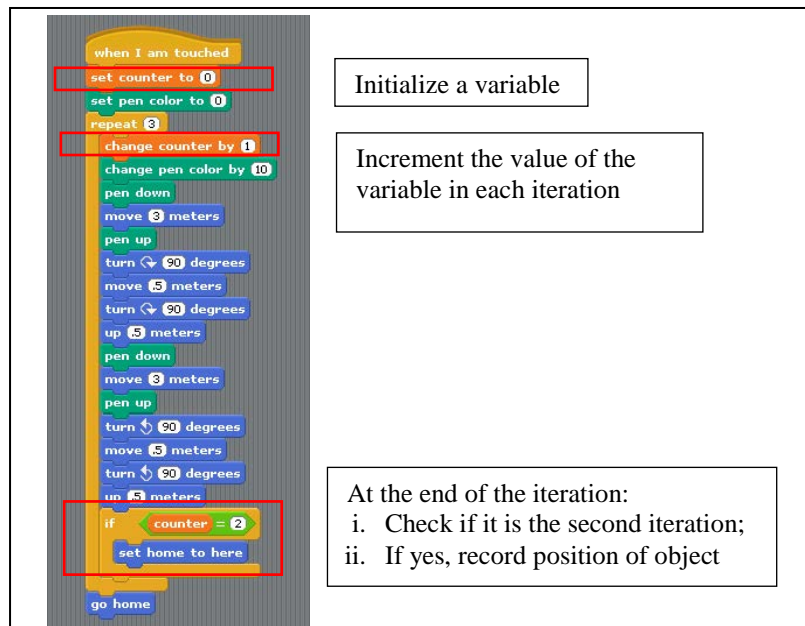 when I am touched
set counter to 0
set pen color to 0
repeat 3
change counter by 1
change pen color by 10
pen down
move 3 meters
pen up
turn 90 degrees
move .5 meters
turn 90 degrees
up .5 meters
pen down
move 3 meters
pen up
turn 90 degrees
move .5 meters
turn 90 degrees
up .5 meters
if counter = 2
set home to here
go home
Initialize a variable
Increment the value of the
variable in each iteration
At the end of the iteration:
i. Check if it is the second iteration;
ii. If yes, record position of object